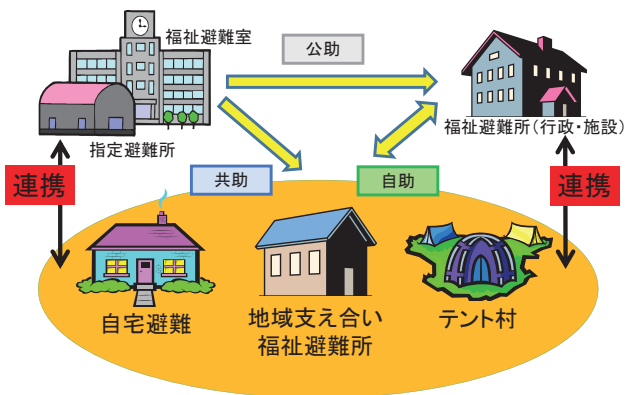 福祉避難室
公助
指定避難所
福祉避難所(行政・施設)
連携
共助
自助
連携
自宅避難
地域支え合い
福祉避難所
テント村